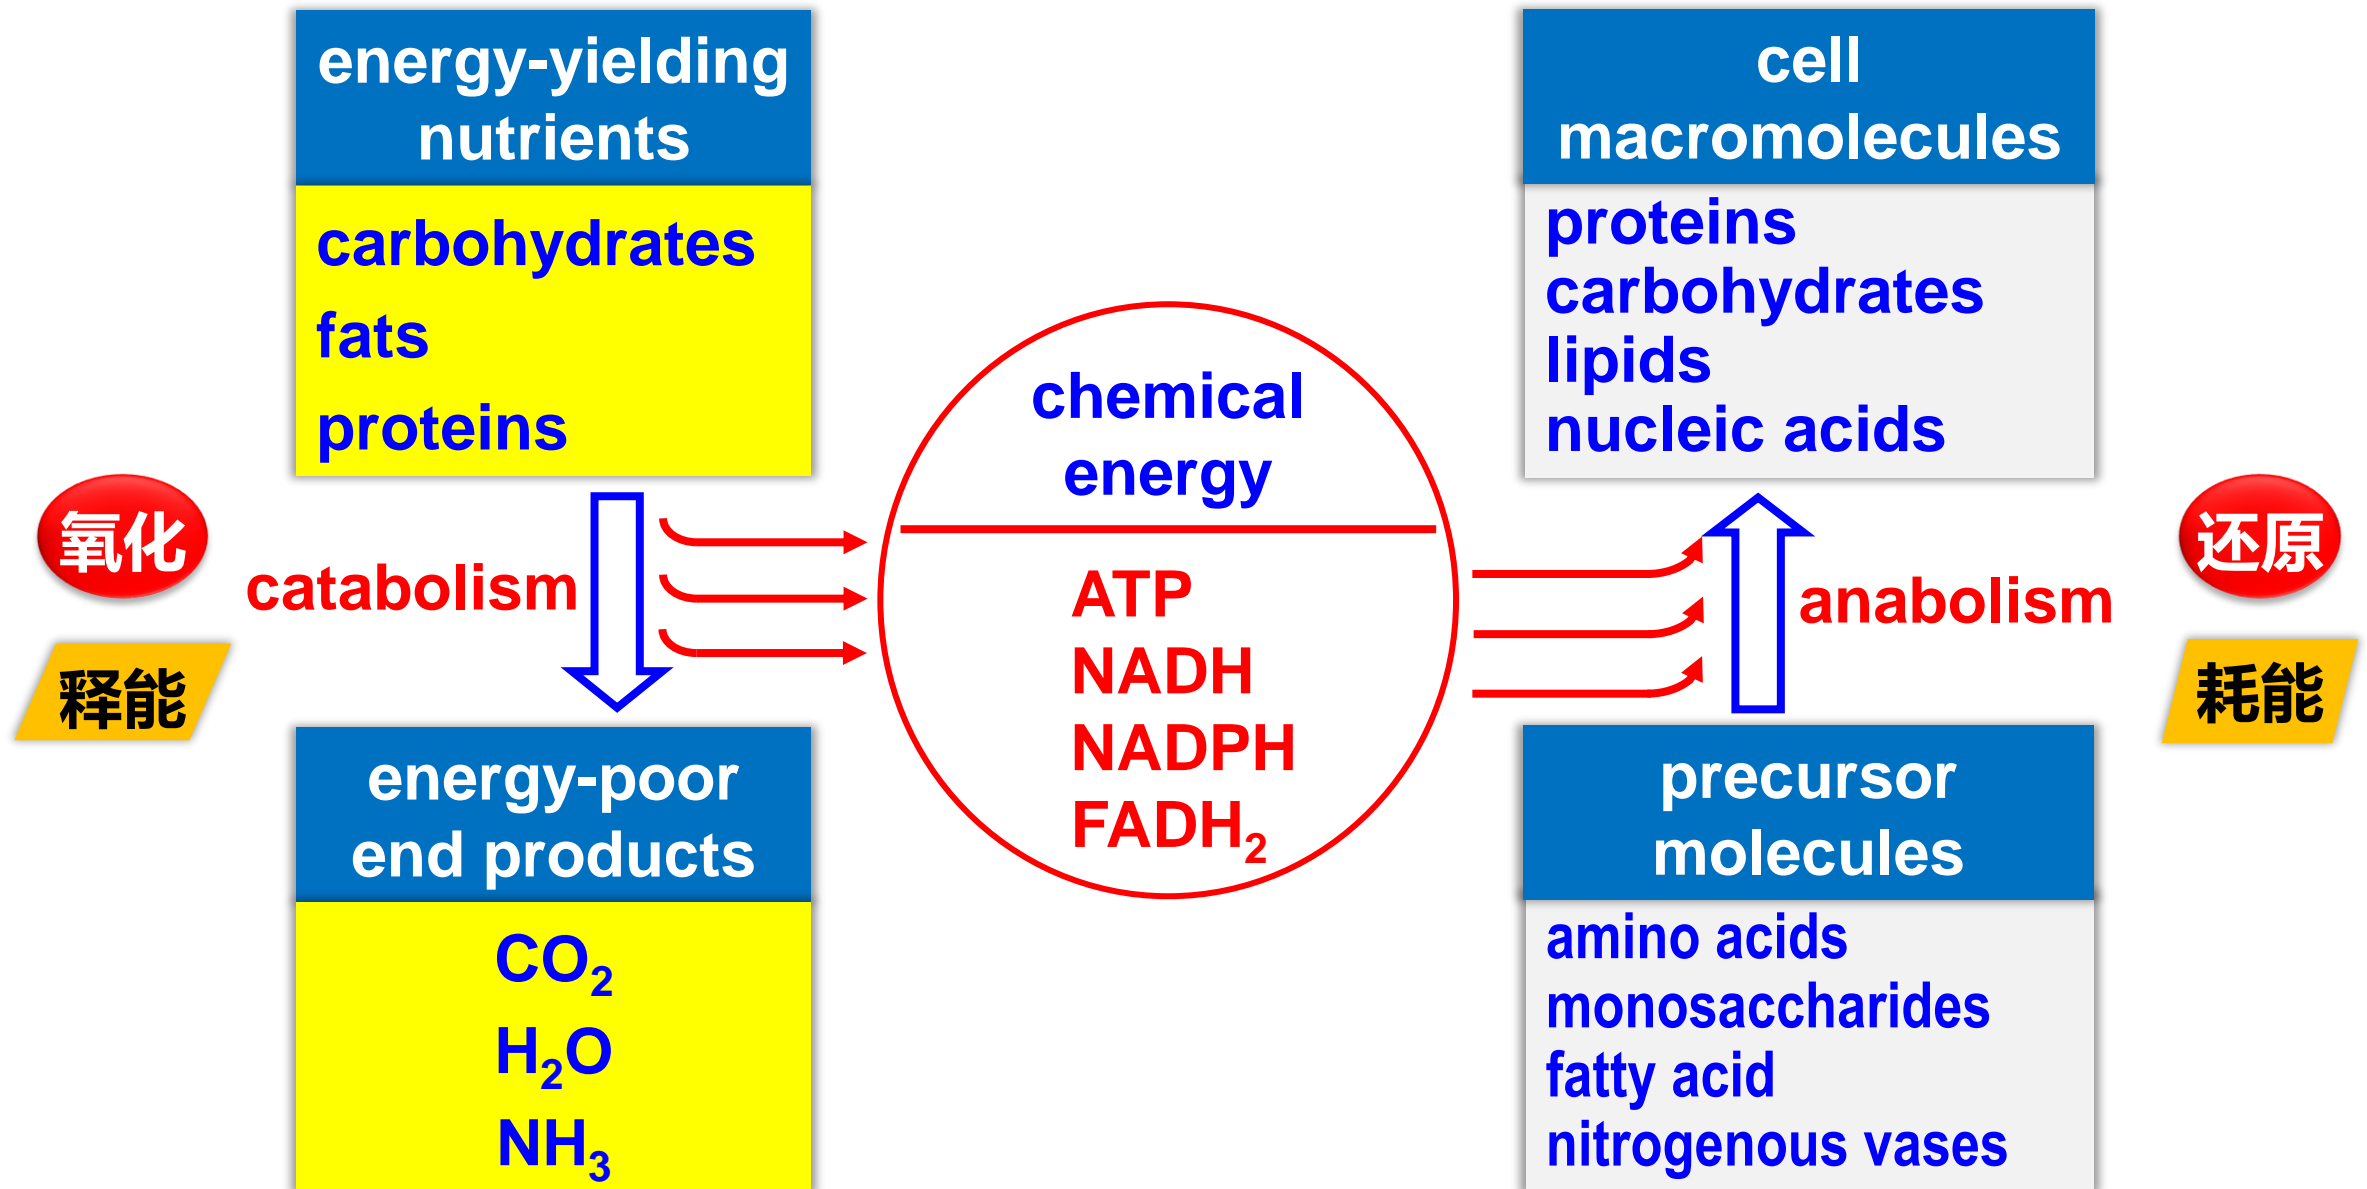 energy-yielding
nutrients
carbohydrates
fats
proteins
氧化
catabolism
释能
energy-poor
end products
CO₂
H₂O
NH₃
chemical
energy
ATP
NADH
NADPH
FADH₂
cell
macromolecules
proteins
carbohydrates
lipids
nucleic acids
还原
anabolism
耗能
precursor
molecules
amino acids
monosaccharides
fatty acid
nitrogenous vases